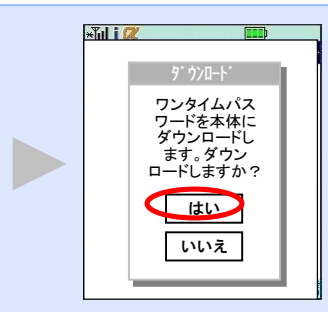 ﾀﾞｳﾝﾛｰﾄﾞ
ワンタイムパス
ワードを本体に
ダウンロードし
ます。ダウン
ロードしますか？
はい
いいえ